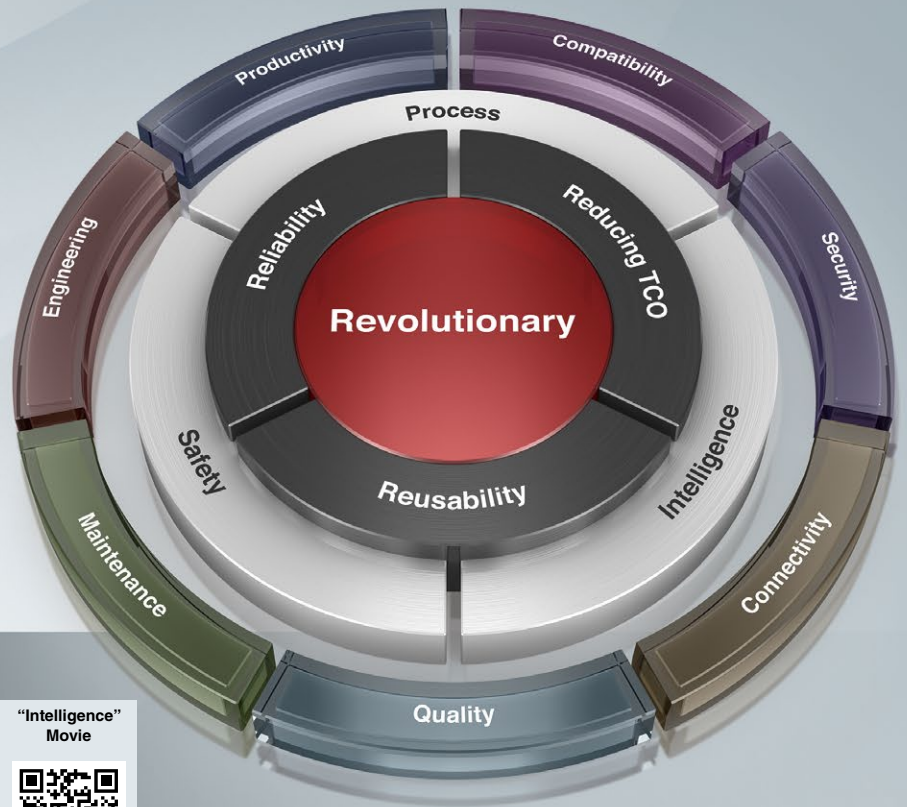 Productivity
Compatibility
Process
Reliability
Reducing TCO
Engineering
Security
Revolutionary
Safety
Reusability
Intelligence
Maintenance
Connectivity
Quality
“Intelligence”
Movie